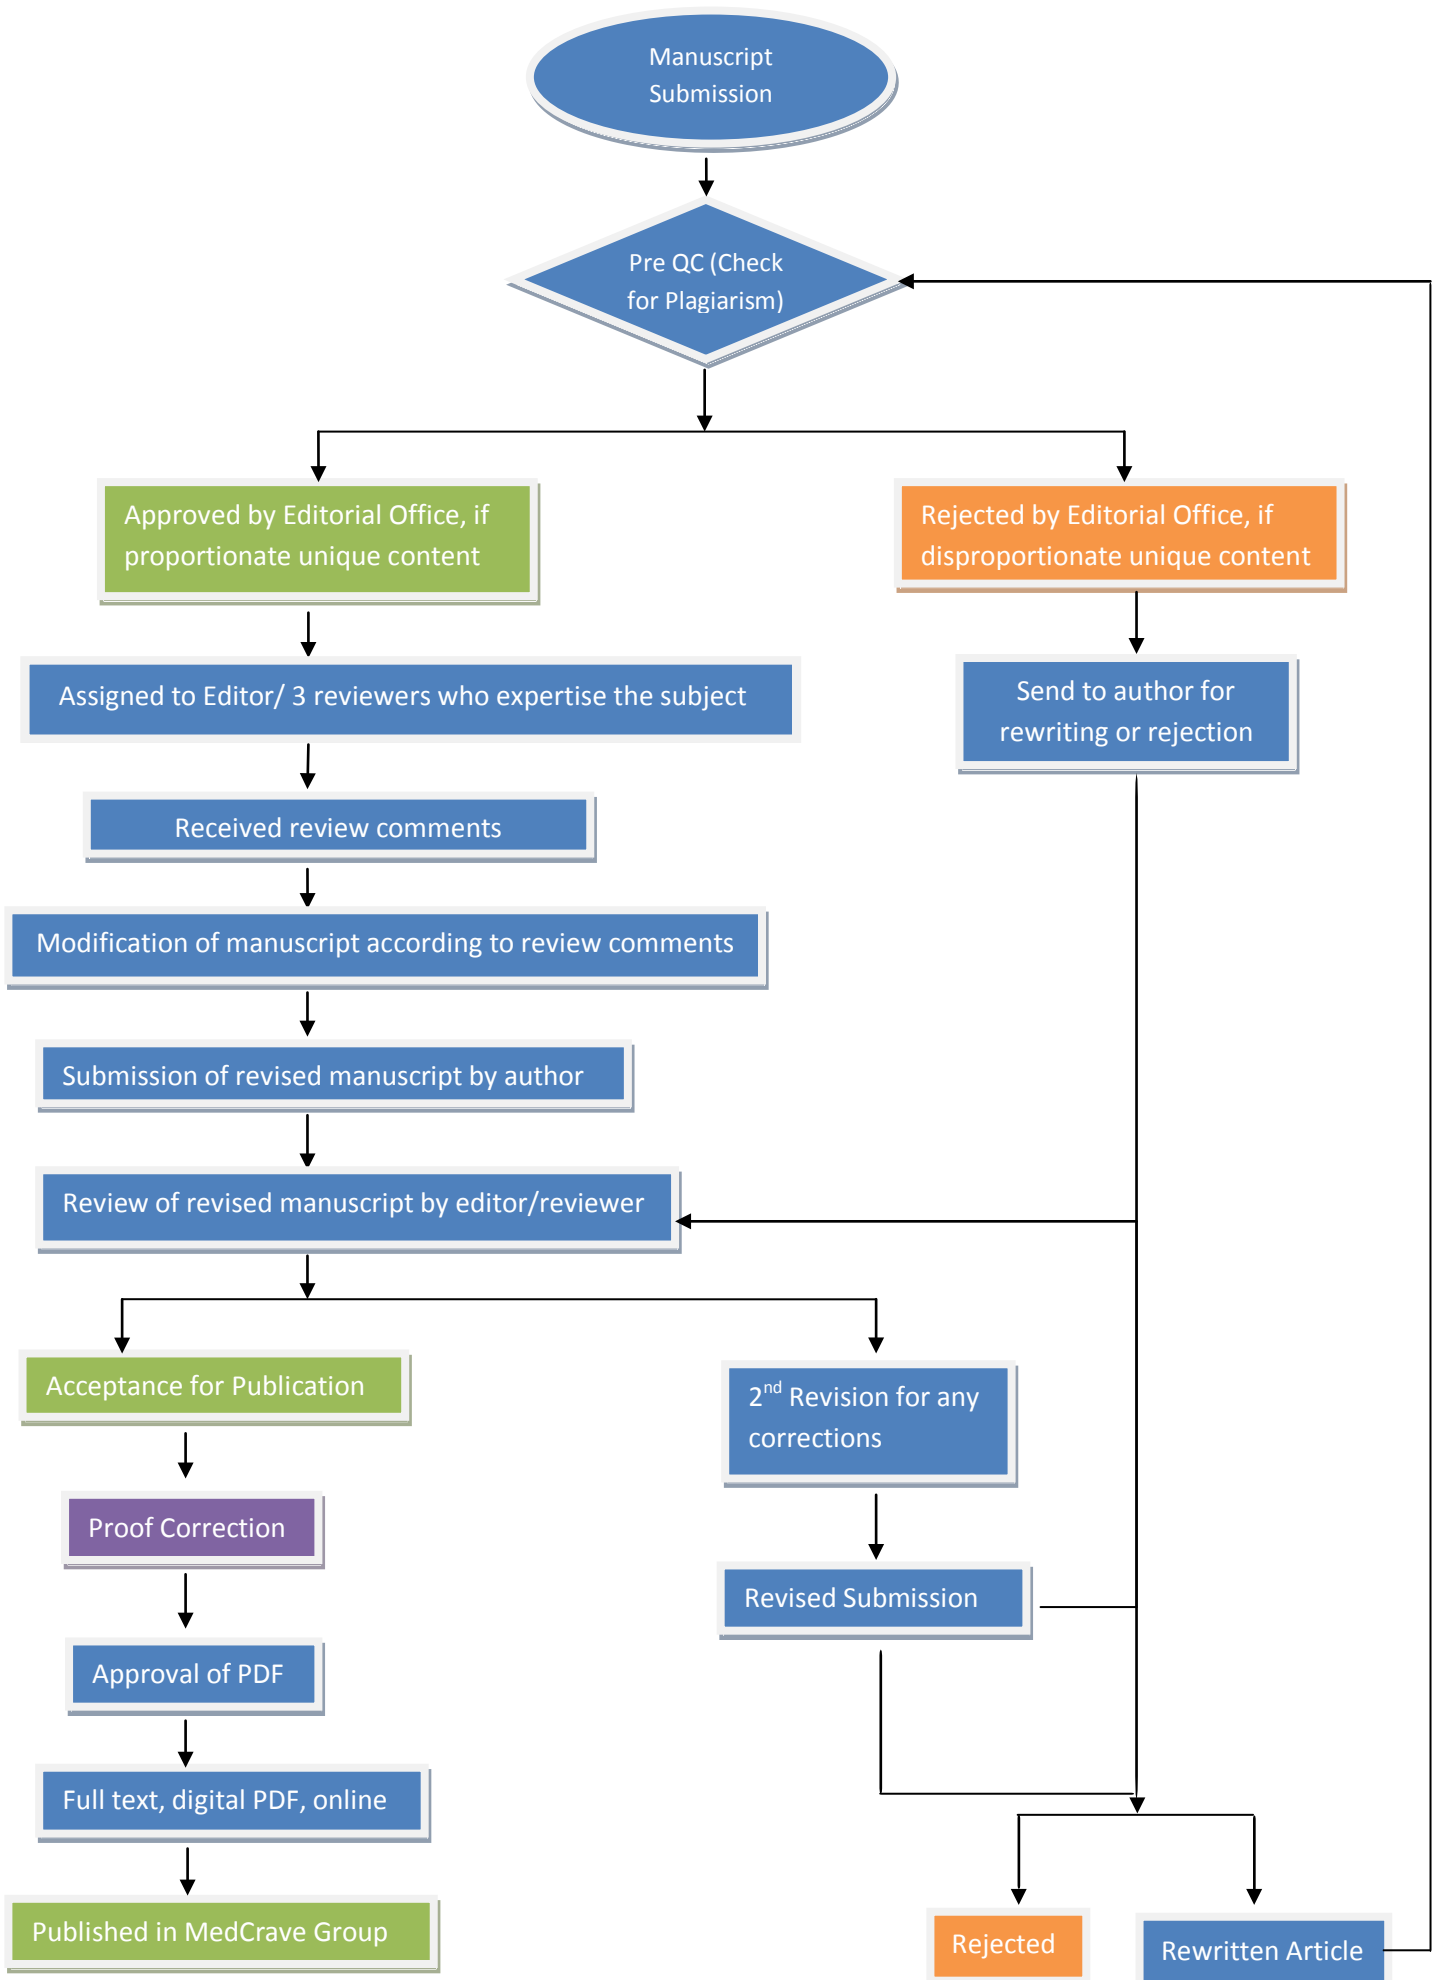 Manuscript
Submission
Pre QC (Check
for Plagiarism)
Approved by Editorial Office, if
proportionate unique content
Rejected by Editorial Office, if
disproportionate unique content
Assigned to Editor/ 3 reviewers who expertise the subject
Send to author for
rewriting or rejection
Received review comments
Modification of manuscript according to review comments
Submission of revised manuscript by author
Review of revised manuscript by editor/reviewer
Acceptance for Publication
2nd Revision for any
corrections
Proof Correction
Revised Submission
Approval of PDF
Full text, digital PDF, online
Published in MedCrave Group
Rejected
Rewritten Article